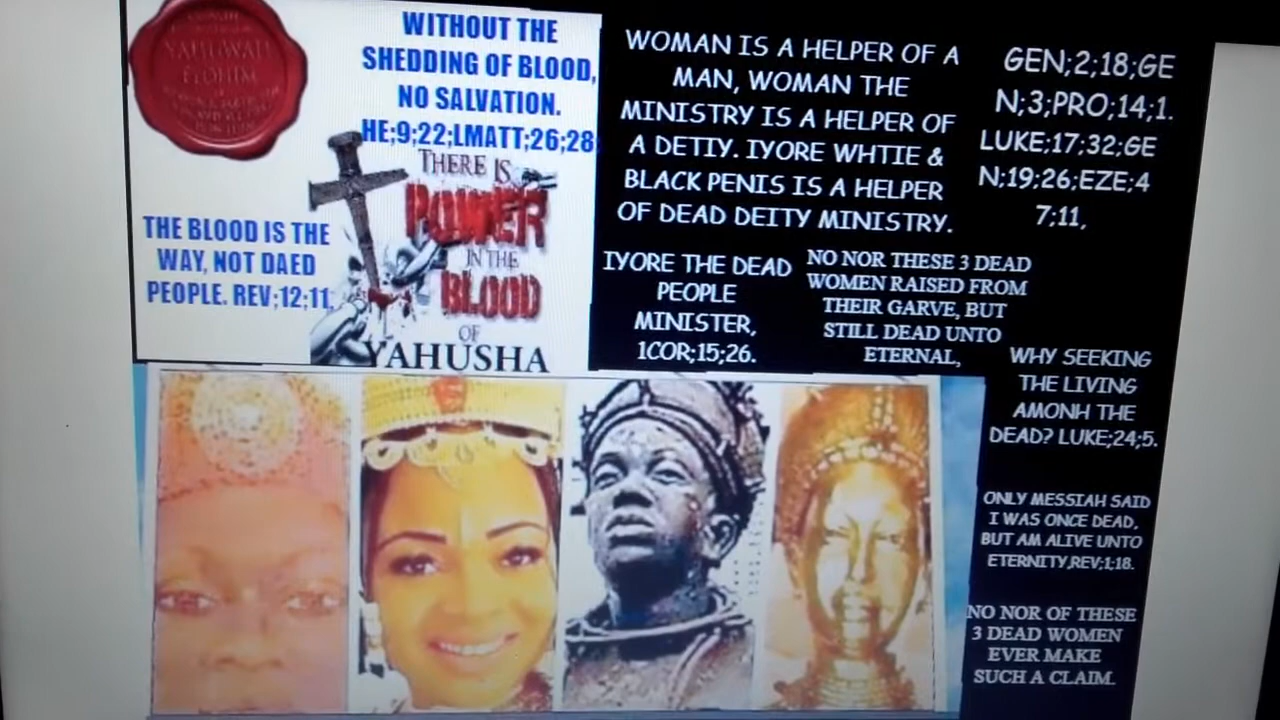 YAHUWAH
ELOHIM
WITHOUT THE
SHEDDING OF BLOOD,
NO SALVATION.
HE;9;22;LMATT;26;28
THERE IS
POWER
IN THE
BLOOD
OF
YAHUSHA
THE BLOOD IS THE
WAY, NOT DAED
PEOPLE. REV;12;11;
WOMAN IS A HELPER OF A
MAN, WOMAN THE
MINISTRY IS A HELPER OF
A DETIY. IYORE WHTIE &
BLACK PENIS IS A HELPER
OF DEAD DEITY MINISTRY.
GEN;2;18;GE
N;3;PRO;14;1.
LUKE;17;32;GE
N;19;26;EZE;4
7;11,
IYORE THE DEAD
PEOPLE
MINISTER,
1COR;15;26.
NO NOR THESE 3 DEAD
WOMEN RAISED FROM
THEIR GARVE, BUT
STILL DEAD UNTO
ETERNAL,
WHY SEEKING
THE LIVING
AMONH THE
DEAD? LUKE;24;5.
ONLY MESSIAH SAID
I WAS ONCE DEAD,
BUT AM ALIVE UNTO
ETERNITY,REV;1;18.
NO NOR OF THESE
3 DEAD WOMEN
EVER MAKE
SUCH A CLAIM.